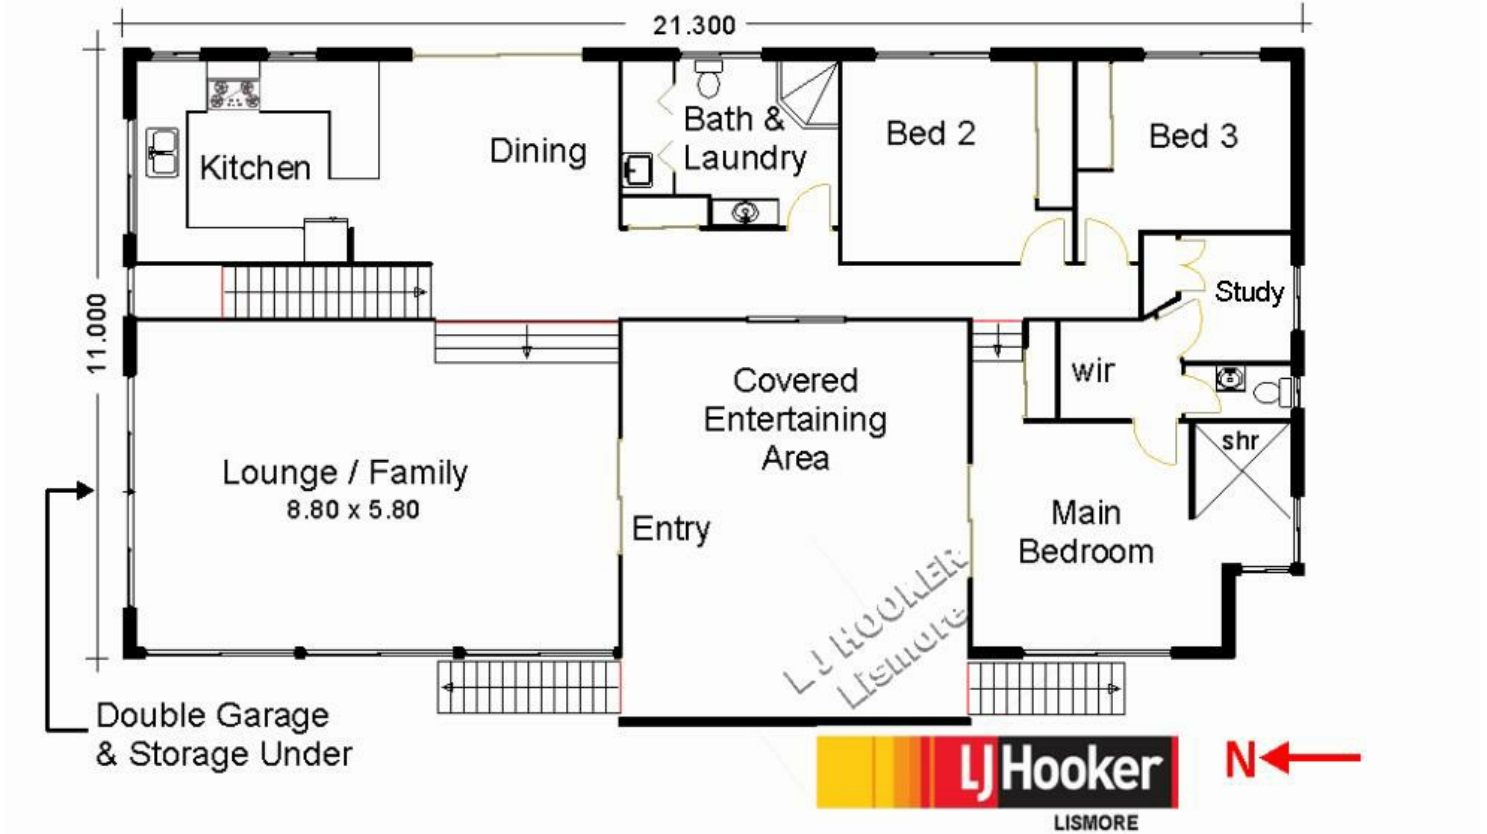 21.300
11.000
Kitchen
Dining
Bath &
Laundry
Bed 2
Bed 3
Study
wir
shr
Covered
Entertaining
Area
Lounge / Family
8.80 x 5.80
Entry
Main
Bedroom
L J HOOKER
Lismore
Double Garage
& Storage Under
LJ Hooker
LISMORE
N